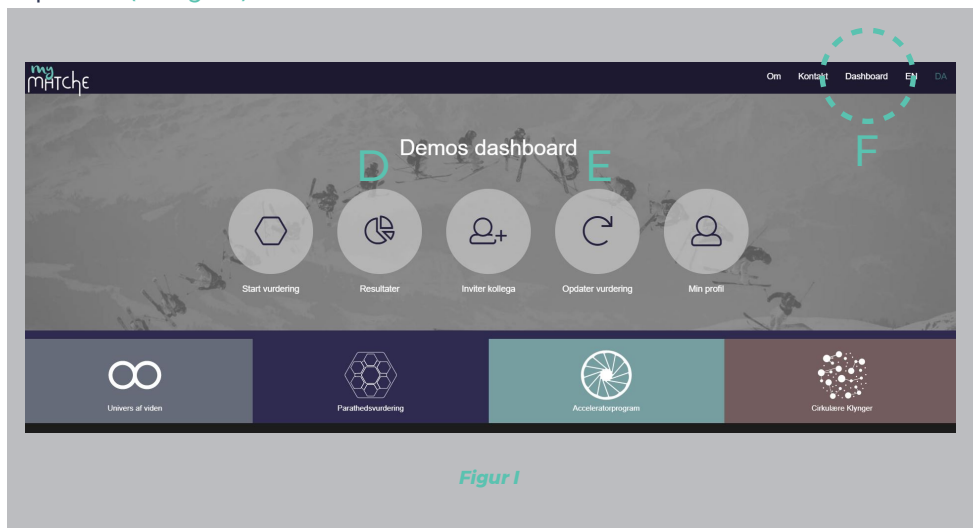 my
MATCHE
Om Kontakt Dashboard EN DA
F
Demos dashboard
D E
Start vurdering Resultater Inviter kollega Opdater vurdering Min profil
Univers af viden Parathedsvurdering Acceleratorprogram Cirkulære Klynger
Figur I